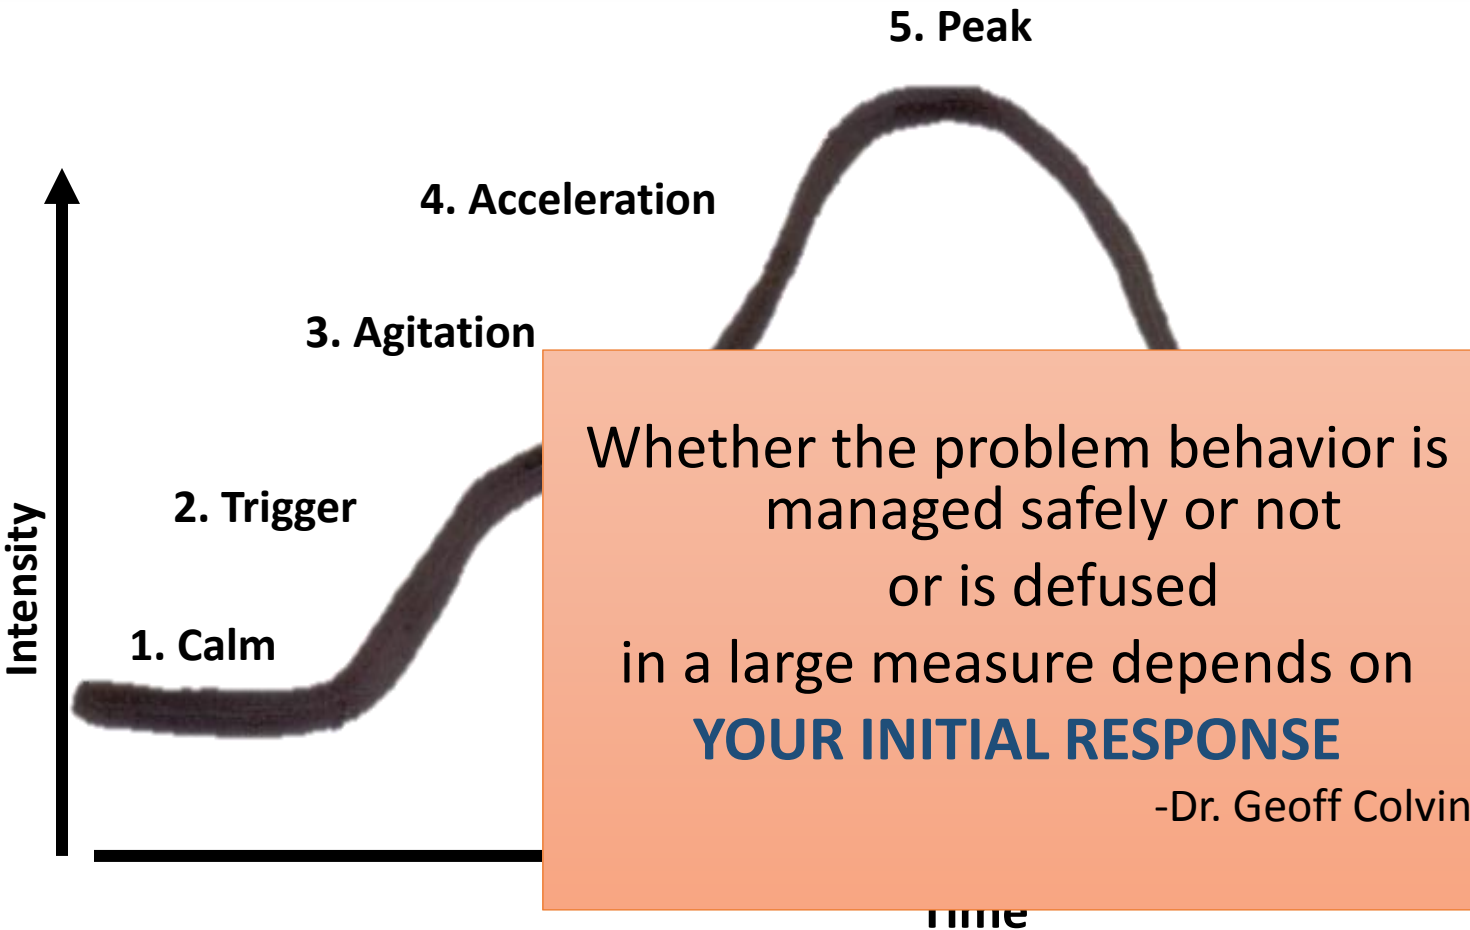 5. Peak
4. Acceleration
3. Agitation
2. Trigger
1. Calm
Intensity
Whether the problem behavior is
managed safely or not
or is defused
in a large measure depends on
YOUR INITIAL RESPONSE
-Dr. Geoff Colvin
Time